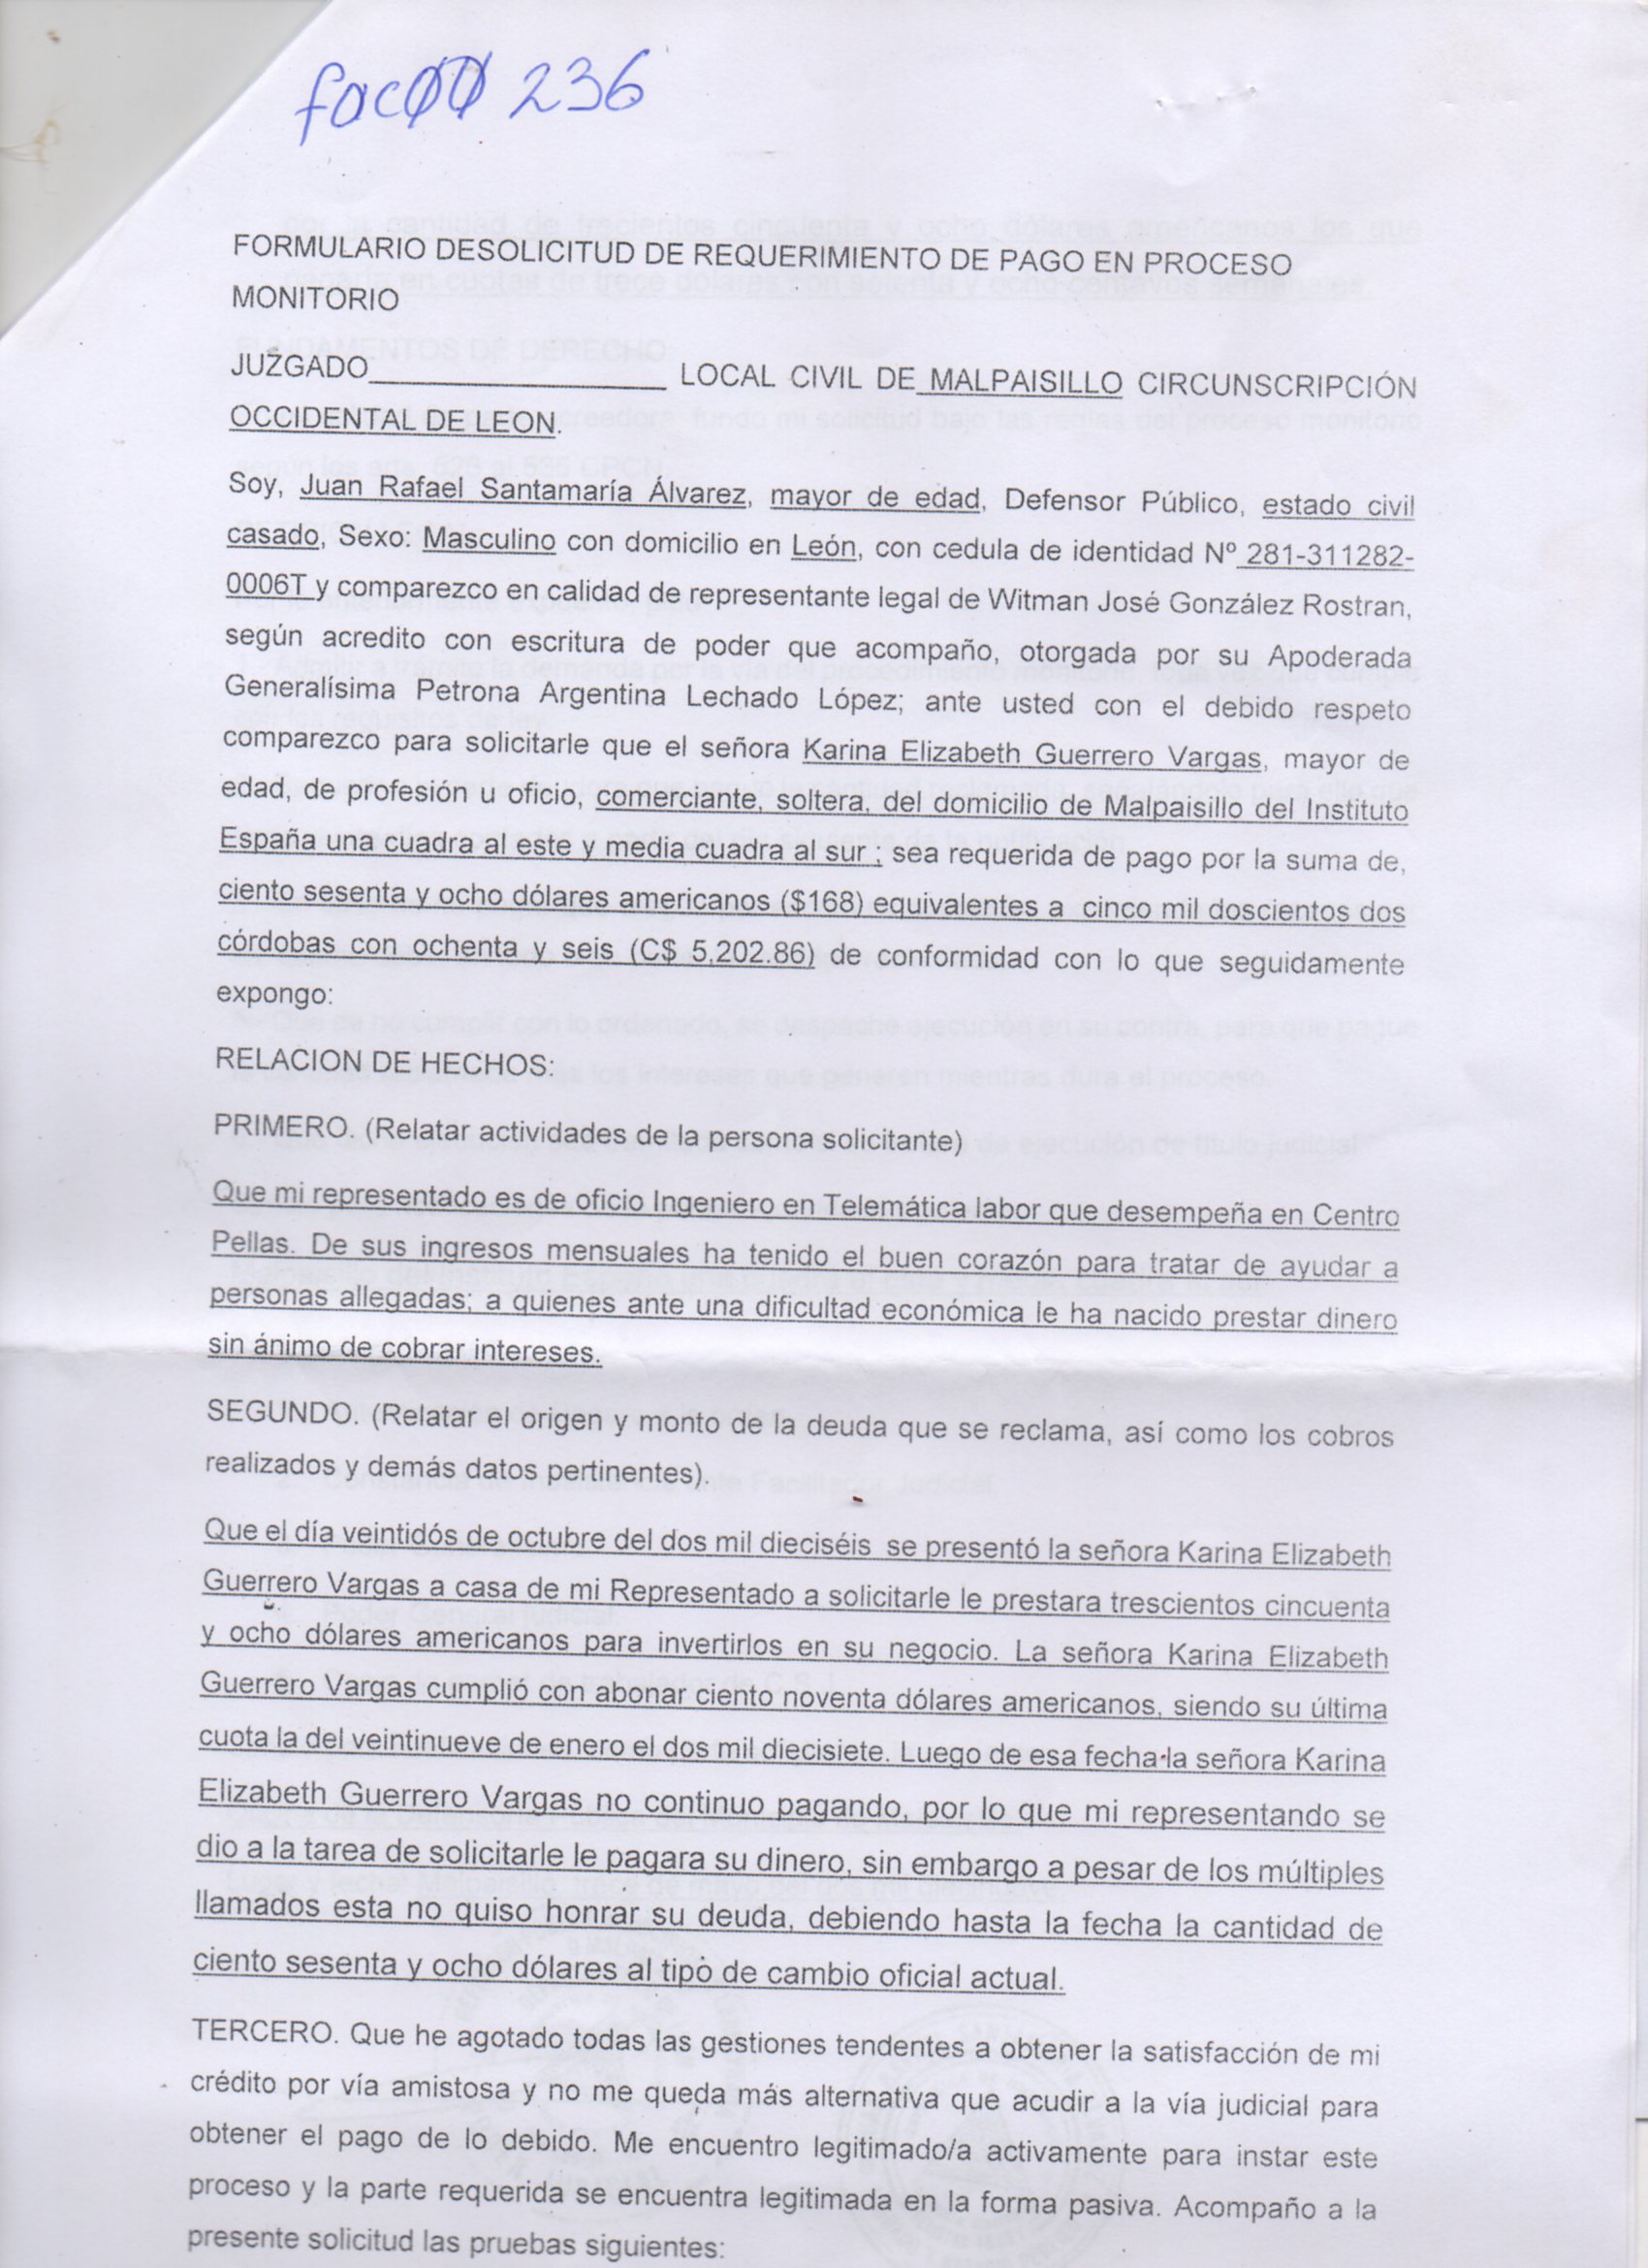 236
FORMULARIO DESOLICITUD DE REQUERIMIENTO DE PAGO EN PROCESO
MONITORIO
JUZGADO__________________ LOCAL CIVIL DE MALPAISILLO CIRCUNSCRIPCIÓN
OCCIDENTAL DE LEON.
Soy, Juan Rafael Santamaría Álvarez, mayor de edad, Defensor Público, estado civil
casado, Sexo: Masculino con domicilio en León, con cedula de identidad Nº 281-311282-
0006T y comparezco en calidad de representante legal de Witman José González Rostran,
según acredito con escritura de poder que acompaño, otorgada por su Apoderada
Generalísima Petrona Argentina Lechado López; ante usted con el debido respeto
comparezco para solicitarle que el señora Karina Elizabeth Guerrero Vargas, mayor de
edad, de profesión u oficio, comerciante, soltera, del domicilio de Malpaisillo del Instituto
España una cuadra al este y media cuadra al sur ; sea requerida de pago por la suma de,
ciento sesenta y ocho dólares americanos ($168) equivalentes a cinco mil doscientos dos
córdobas con ochenta y seis (C$ 5,202.86) de conformidad con lo que seguidamente
expongo:
RELACION DE HECHOS:
PRIMERO. (Relatar actividades de la persona solicitante)
Que mi representado es de oficio Ingeniero en Telemática labor que desempeña en Centro
Pellas. De sus ingresos mensuales ha tenido el buen corazón para tratar de ayudar a
personas allegadas; a quienes ante una dificultad económica le ha nacido prestar dinero
sin ánimo de cobrar intereses.
SEGUNDO. (Relatar el origen y monto de la deuda que se reclama, así como los cobros
realizados y demás datos pertinentes).
Que el día veintidós de octubre del dos mil dieciséis se presentó la señora Karina Elizabeth
Guerrero Vargas a casa de mi Representado a solicitarle le prestara trescientos cincuenta
y ocho dólares americanos para invertirlos en su negocio. La señora Karina Elizabeth
Guerrero Vargas cumplió con abonar ciento noventa dólares americanos, siendo su última
cuota la del veintinueve de enero el dos mil diecisiete. Luego de esa fecha la señora Karina
Elizabeth Guerrero Vargas no continuo pagando, por lo que mi representando se
dio a la tarea de solicitarle le pagara su dinero, sin embargo a pesar de los múltiples
llamados esta no quiso honrar su deuda, debiendo hasta la fecha la cantidad de
ciento sesenta y ocho dólares al tipo de cambio oficial actual.
TERCERO. Que he agotado todas las gestiones tendentes a obtener la satisfacción de mi
crédito por vía amistosa y no me queda más alternativa que acudir a la vía judicial para
obtener el pago de lo debido. Me encuentro legitimado/a activamente para instar este
proceso y la parte requerida se encuentra legitimada en la forma pasiva. Acompaño a la
presente solicitud las pruebas siguientes: